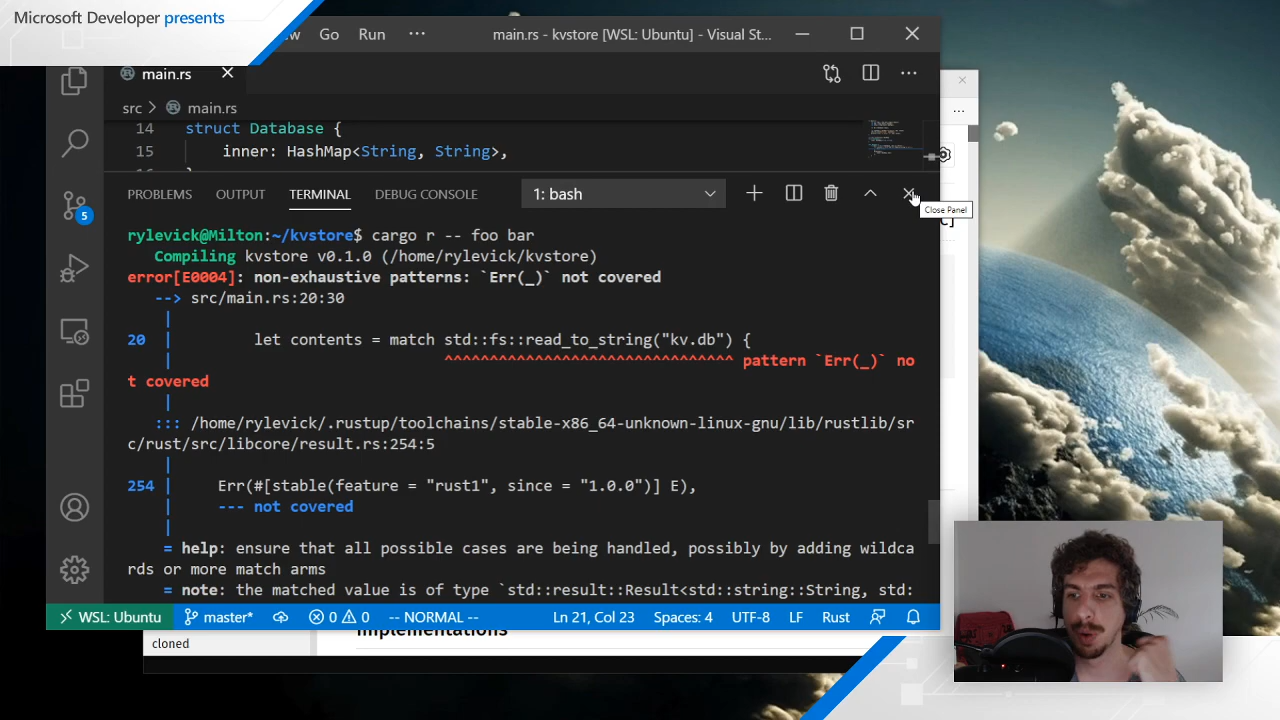 Microsoft Developer presents
ew Go Run ··· main.rs - kvstore [WSL: Ubuntu] - Visual St...
main.rs
src > main.rs
14 struct Database {
15 inner: HashMap<String, String>,
PROBLEMS OUTPUT TERMINAL DEBUG CONSOLE 1: bash
Close Panel
rylevick@Milton:~/kvstore$ cargo r -- foo bar
Compiling kvstore v0.1.0 (/home/rylevick/kvstore)
error[E0004]: non-exhaustive patterns: `Err(_)` not covered
--> src/main.rs:20:30
|
20 | let contents = match std::fs::read_to_string("kv.db") {
| ^^^^^^^^^^^^^^^^^^^^^^^^^^^^^^^^ pattern `Err(_)` no
t covered
|
::: /home/rylevick/.rustup/toolchains/stable-x86_64-unknown-linux-gnu/lib/rustlib/sr
c/rust/src/libcore/result.rs:254:5
|
254 | Err(#[stable(feature = "rust1", since = "1.0.0")] E),
| --- not covered
|
= help: ensure that all possible cases are being handled, possibly by adding wildca
rds or more match arms
= note: the matched value is of type `std::result::Result<std::string::String, std:
5
WSL: Ubuntu master* 0 0 -- NORMAL -- Ln 21, Col 23 Spaces: 4 UTF-8 LF Rust
Implementations
cloned